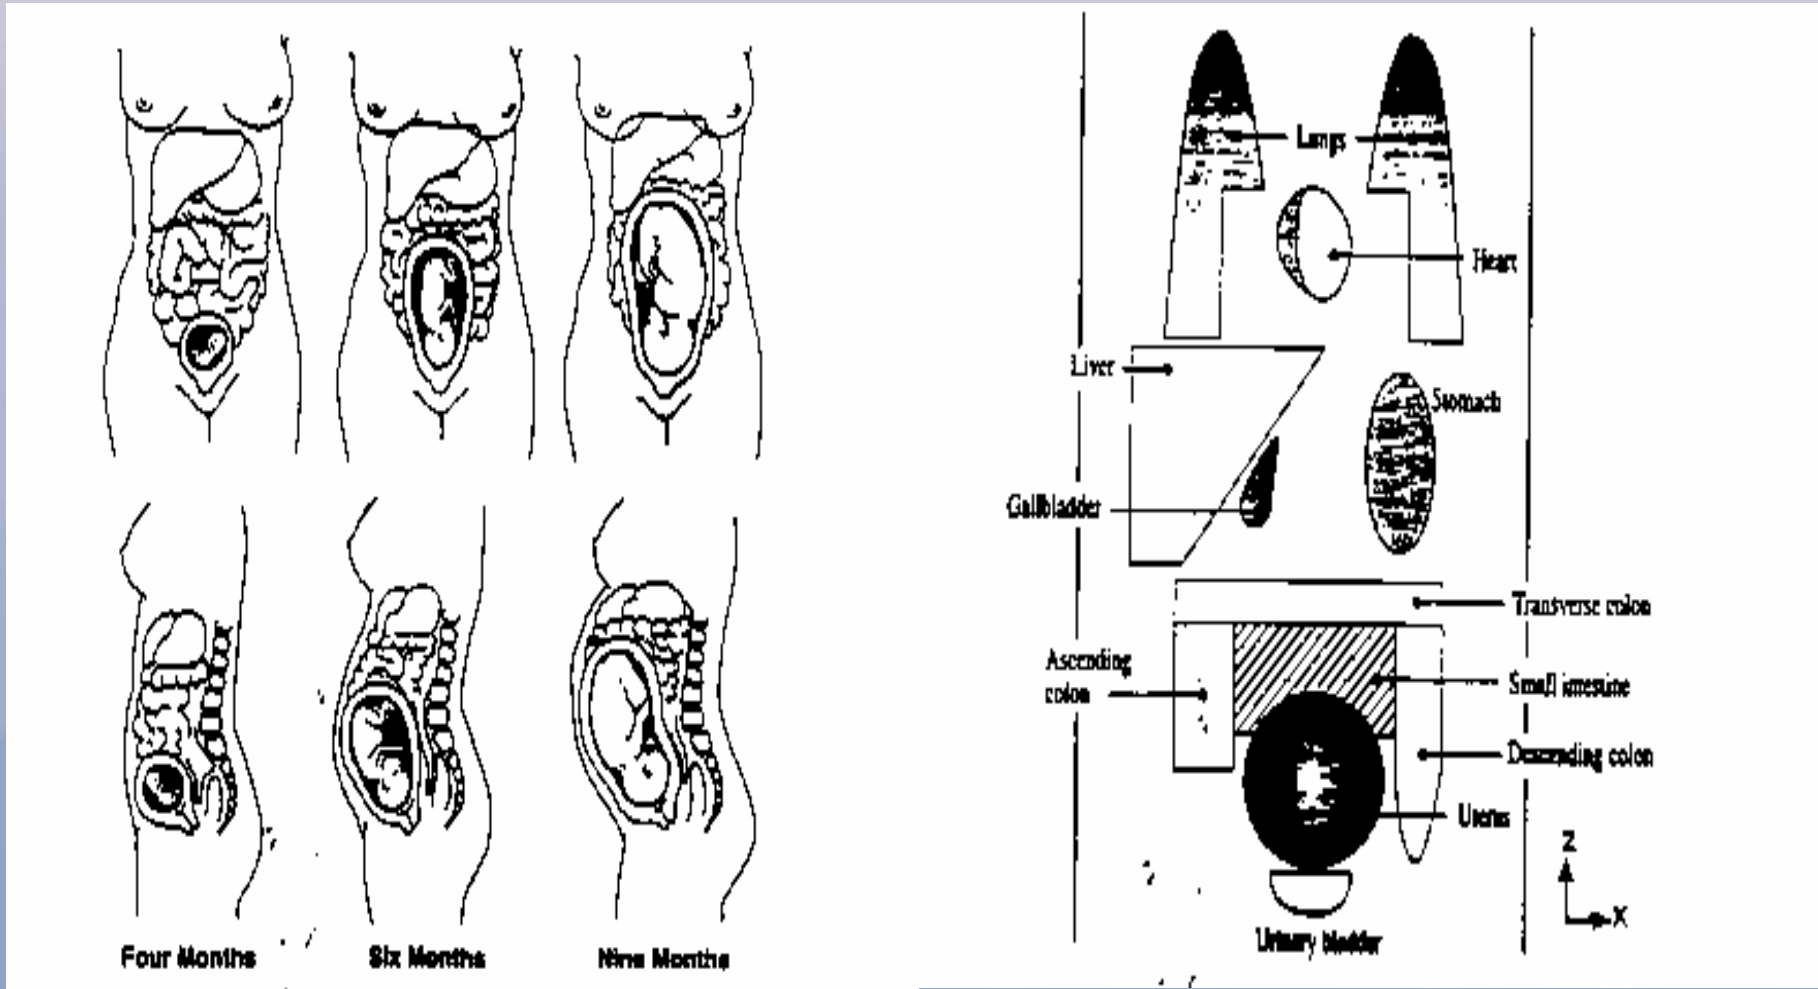 Four Months
Six Months
Nine Months
Lungs
Heart
Liver
Stomach
Gallbladder
Transverse colon
Ascending
colon
Small intestine
Descending colon
Uterus
Z
X
Urinary bladder